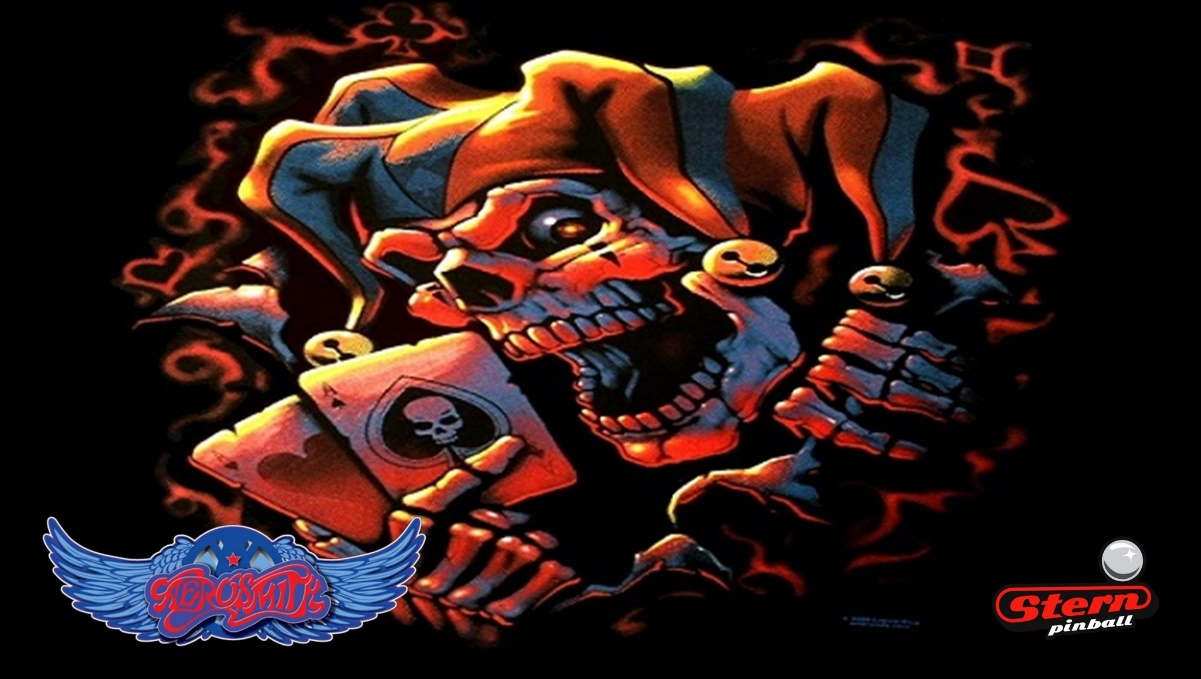 A
A
AEROSMITH
Stern
pinball